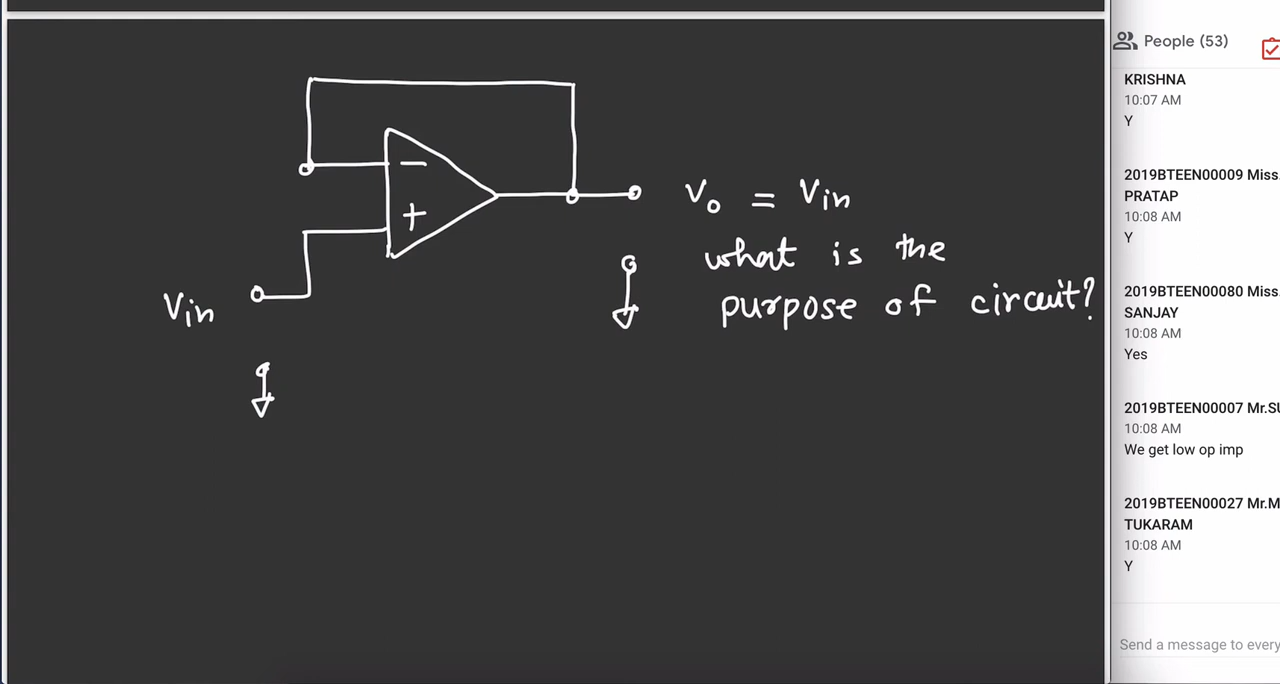 −
+
Vo = Vin
what is the
purpose of circuit?
Vin
People (53)
KRISHNA
10:07 AM
Y
2019BTEEN00009 Miss.
PRATAP
10:08 AM
Y
2019BTEEN00080 Miss.
SANJAY
10:08 AM
Yes
2019BTEEN00007 Mr.SU
10:08 AM
We get low op imp
2019BTEEN00027 Mr.M
TUKARAM
10:08 AM
Y
Send a message to every